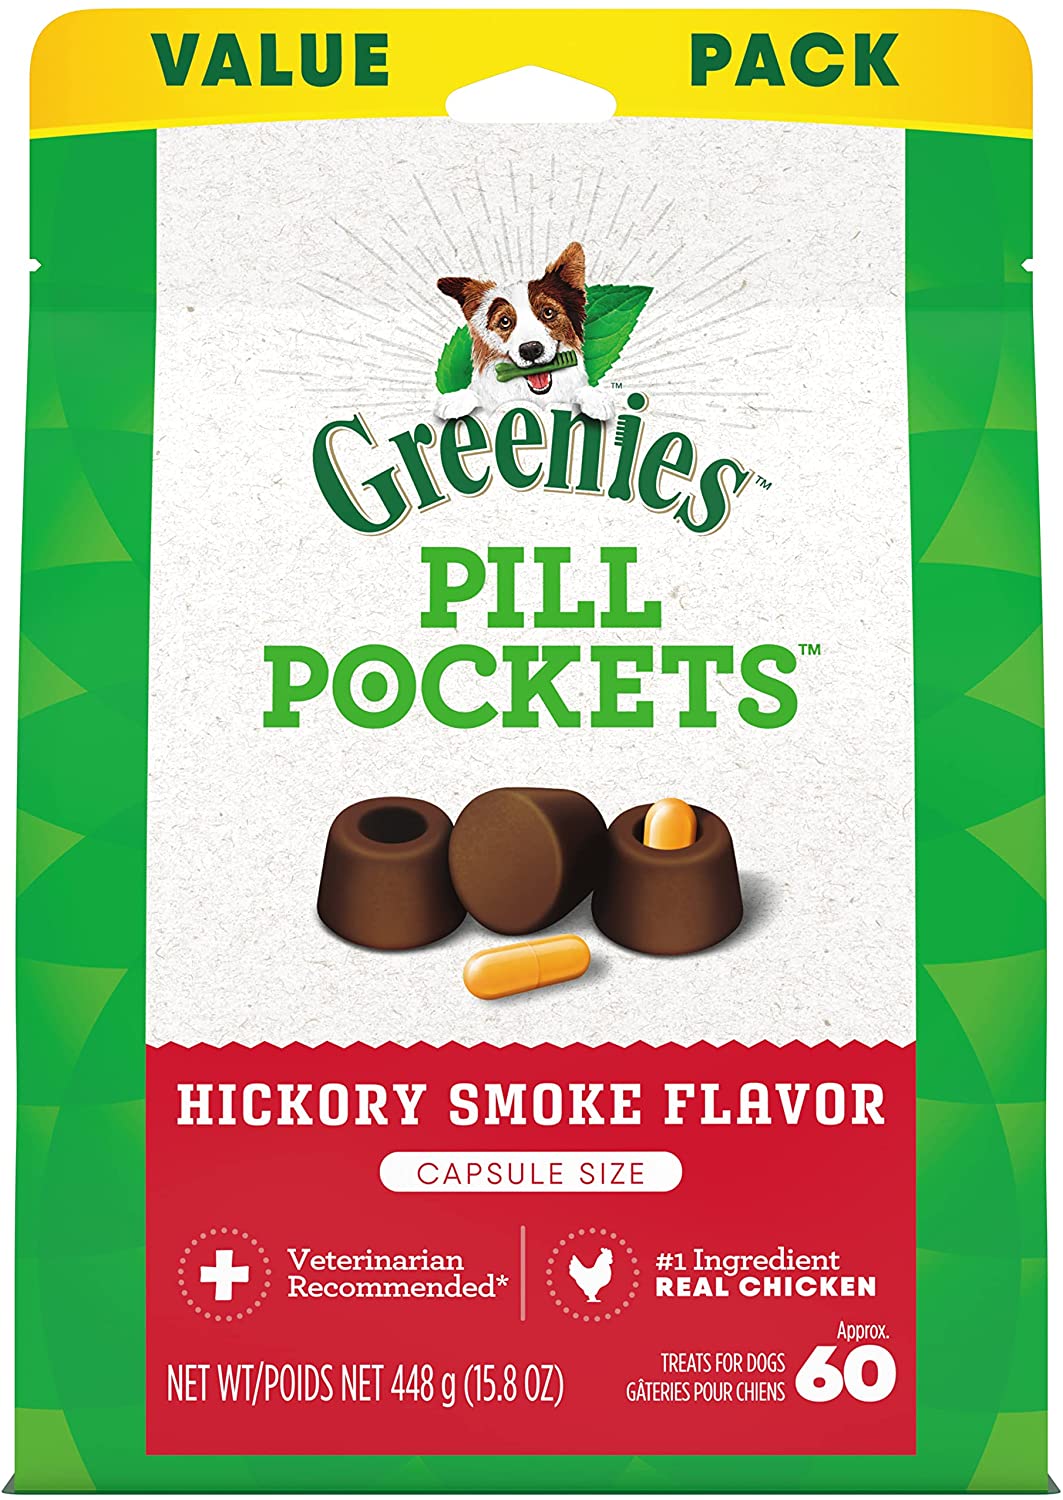 VALUE PACK
Greenies™
PILL
POCKETS™
HICKORY SMOKE FLAVOR
CAPSULE SIZE
Veterinarian
Recommended*
#1 Ingredient
REAL CHICKEN
NET WT/POIDS NET 448 g (15.8 OZ)
Approx.
TREATS FOR DOGS
GÂTERIES POUR CHIENS
60